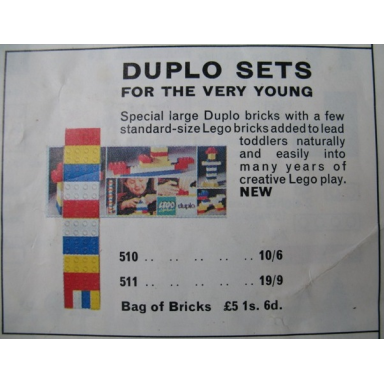 DUPLO SETS
FOR THE VERY YOUNG
Special large Duplo bricks with a few
standard-size Lego bricks added to lead
toddlers naturally
and easily into
many years of
creative Lego play.
NEW
LEGO
duplo
510 .. .. .. .. .. 10/6
511 .. .. .. .. .. 19/9
Bag of Bricks £5 1s. 6d.